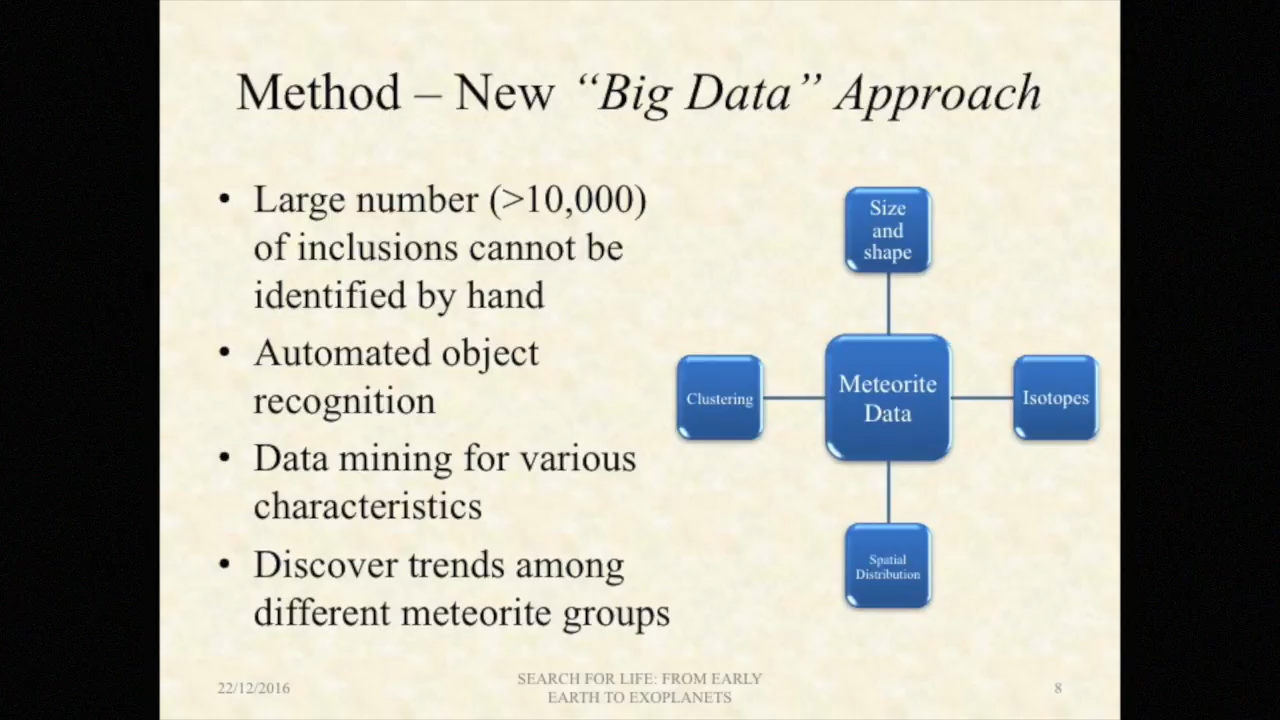 Method – New “Big Data” Approach
• Large number (>10,000)
of inclusions cannot be
identified by hand
• Automated object
recognition
• Data mining for various
characteristics
• Discover trends among
different meteorite groups
Size
and
shape
Clustering
Meteorite
Data
Isotopes
Spatial
Distribution
22/12/2016
SEARCH FOR LIFE: FROM EARLY
EARTH TO EXOPLANETS
8